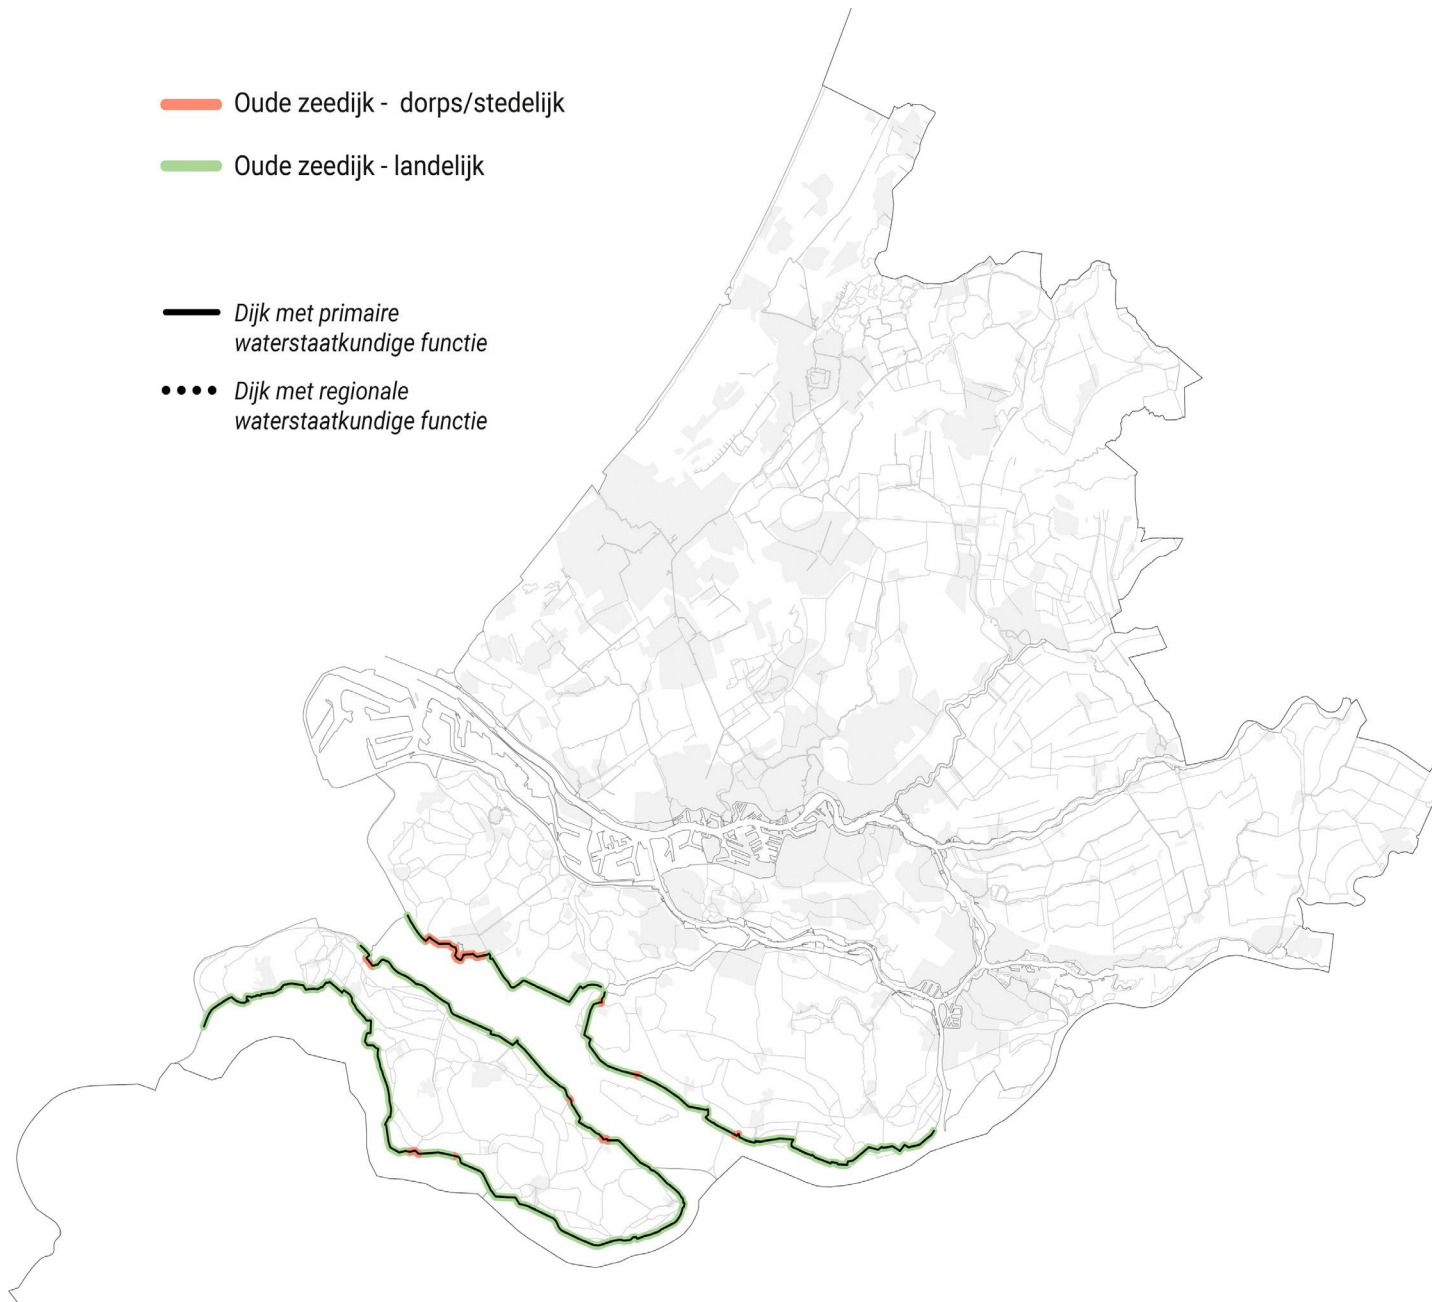 Oude zeedijk - dorps/stedelijk
Oude zeedijk - landelijk
Dijk met primaire
waterstaatkundige functie
Dijk met regionale
waterstaatkundige functie